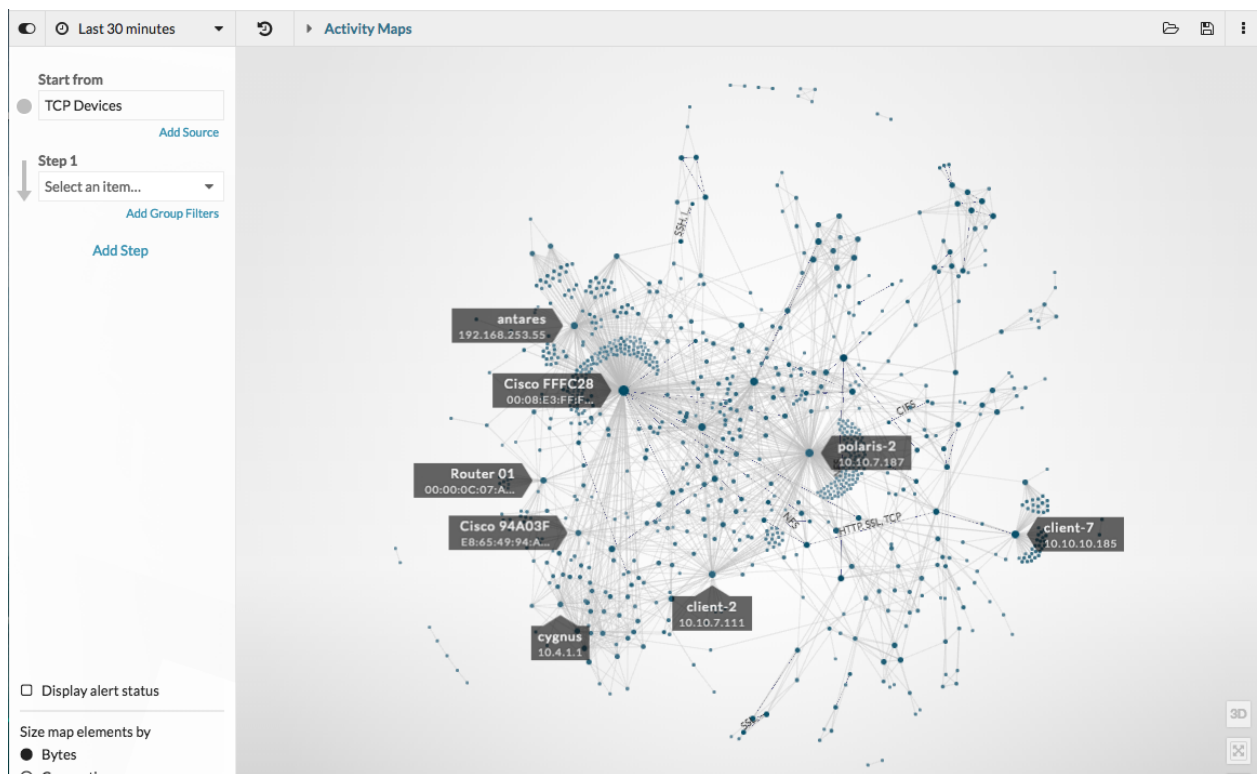 Last 30 minutes
Activity Maps
Start from
TCP Devices
Add Source
Step 1
Select an item...
Add Group Filters
Add Step
SSH, I...
antares
192.168.253.55
Cisco FFFC28
00:08:E3:FF:F...
CIFS
polaris-2
10.10.7.187
Router 01
00:00:0C:07:A...
NFS
HTTP, SSL, TCP
Cisco 94A03F
E8:65:49:94:A...
client-7
10.10.10.185
client-2
10.10.7.111
cygnus
10.4.1.1
Display alert status
3D
Size map elements by
Bytes